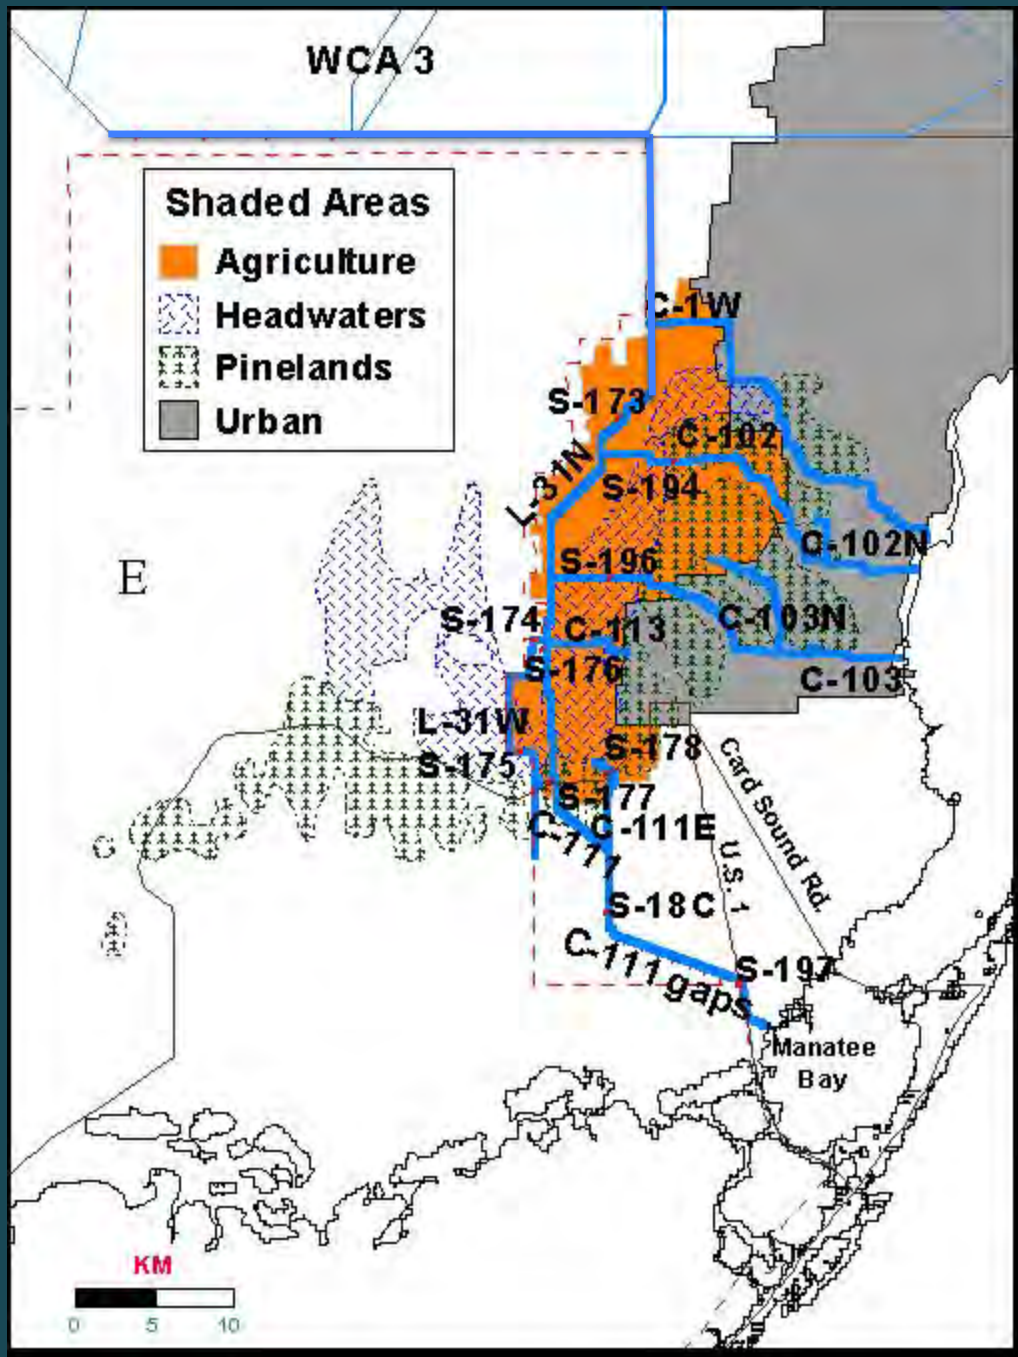 WCA 3
Shaded Areas
Agriculture
Headwaters
Pinelands
Urban
C-1W
S-173
C-102
L-31N
S-194
C-102N
E
S-196
S-174
C-113
C-103N
S-176
C-103
L-31W
S-178
S-175
S-177
C-111
C-111E
Card Sound Rd.
U.S. 1
S-18C
C-111 gaps
S-197
Manatee
Bay
KM
0 5 10